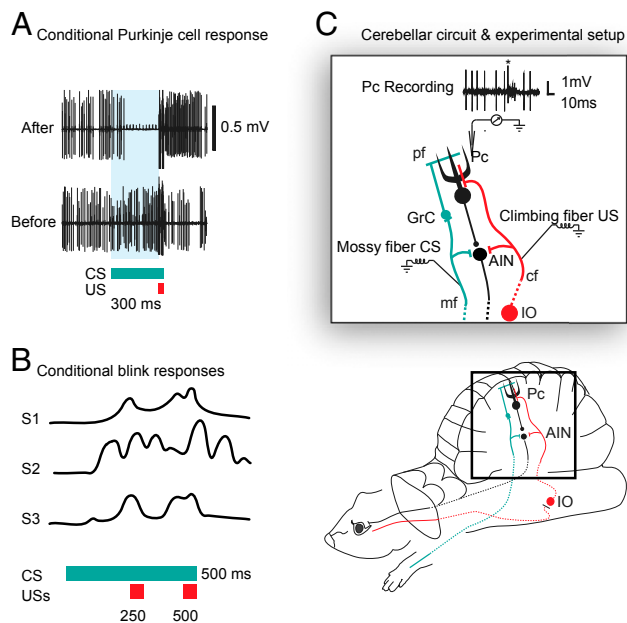 A Conditional Purkinje cell response
After
0.5 mV
Before
CS
US
300 ms
B Conditional blink responses
S1
S2
S3
CS 500 ms
USs
250 500
C Cerebellar circuit & experimental setup
Pc Recording
*
1mV
10ms
pf
Pc
GrC
Climbing fiber US
Mossy fiber CS
AIN
cf
mf
IO
Pc
AIN
IO